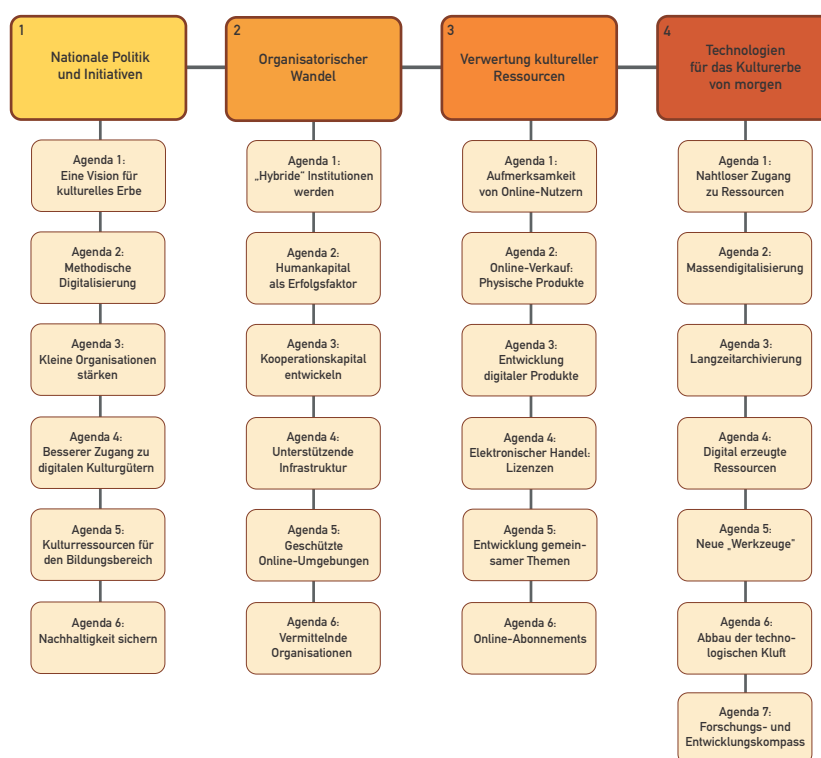 1
Nationale Politik
und Initiativen
Agenda 1:
Eine Vision für
kulturelles Erbe
Agenda 2:
Methodische
Digitalisierung
Agenda 3:
Kleine Organisationen
stärken
Agenda 4:
Besserer Zugang zu
digitalen Kulturgütern
Agenda 5:
Kulturressourcen für
den Bildungsbereich
Agenda 6:
Nachhaltigkeit sichern
2
Organisatorischer
Wandel
Agenda 1:
„Hybride“ Institutionen
werden
Agenda 2:
Humankapital
als Erfolgsfaktor
Agenda 3:
Kooperationskapital
entwickeln
Agenda 4:
Unterstützende
Infrastruktur
Agenda 5:
Geschützte
Online-Umgebungen
Agenda 6:
Vermittelnde
Organisationen
3
Verwertung kultureller
Ressourcen
Agenda 1:
Aufmerksamkeit
von Online-Nutzern
Agenda 2:
Online-Verkauf:
Physische Produkte
Agenda 3:
Entwicklung
digitaler Produkte
Agenda 4:
Elektronischer Handel:
Lizenzen
Agenda 5:
Entwicklung gemein-
samer Themen
Agenda 6:
Online-Abonnements
4
Technologien
für das Kulturerbe
von morgen
Agenda 1:
Nahtloser Zugang
zu Ressourcen
Agenda 2:
Massendigitalisierung
Agenda 3:
Langzeitarchivierung
Agenda 4:
Digital erzeugte
Ressourcen
Agenda 5:
Neue „Werkzeuge“
Agenda 6:
Abbau der techno-
logischen Kluft
Agenda 7:
Forschungs- und
Entwicklungskompass